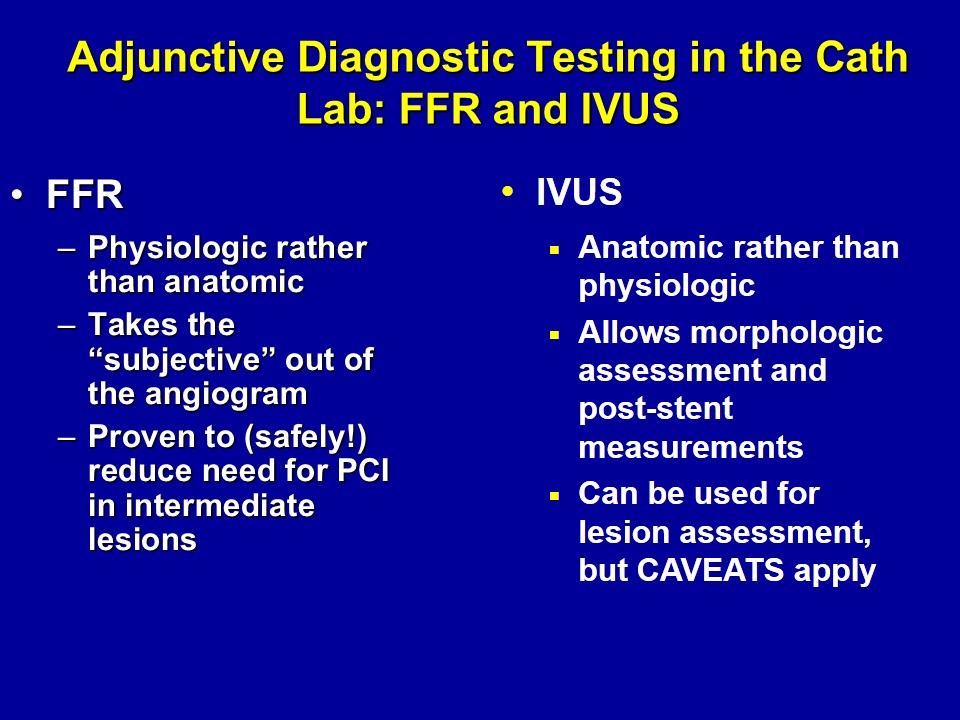 Adjunctive Diagnostic Testing in the Cath
Lab: FFR and IVUS
• FFR
– Physiologic rather
than anatomic
– Takes the
“subjective” out of
the angiogram
– Proven to (safely!)
reduce need for PCI
in intermediate
lesions
• IVUS
▪ Anatomic rather than
physiologic
▪ Allows morphologic
assessment and
post-stent
measurements
▪ Can be used for
lesion assessment,
but CAVEATS apply